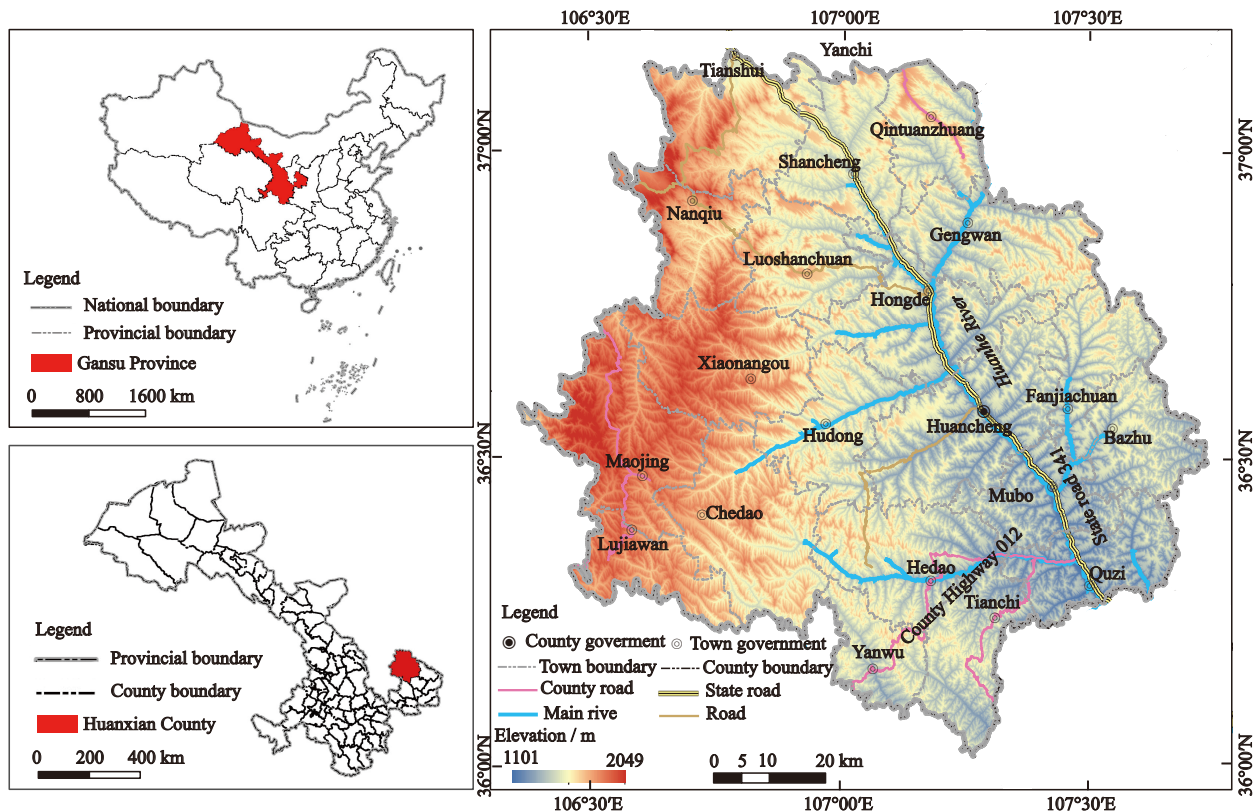 Legend
National boundary
Provincial boundary
Gansu Province
0 800 1600 km
Legend
Provincial boundary
County boundary
Huanxian County
0 200 400 km
106°30′E 107°00′E 107°30′E
37°00′N
36°30′N
36°00′N
37°00′N
36°30′N
36°00′N
Yanchi
Tianshui
Qintuanzhuang
Shancheng
Nanqiu
Gengwan
Luoshanchuan
Hongde
Huanhe River
Xiaonangou
Fanjiachuan
Huancheng
Hudong
Bazhu
Maojing
State road 341
Mubo
Chedao
Lujiawan
County Highway 012
Hedao
Quzi
Tianchi
Yanwu
Legend
County goverment Town government
Town boundary County boundary
County road State road
Main rive Road
Elevation / m
1101 2049
0 5 10 20 km
106°30′E 107°00′E 107°30′E